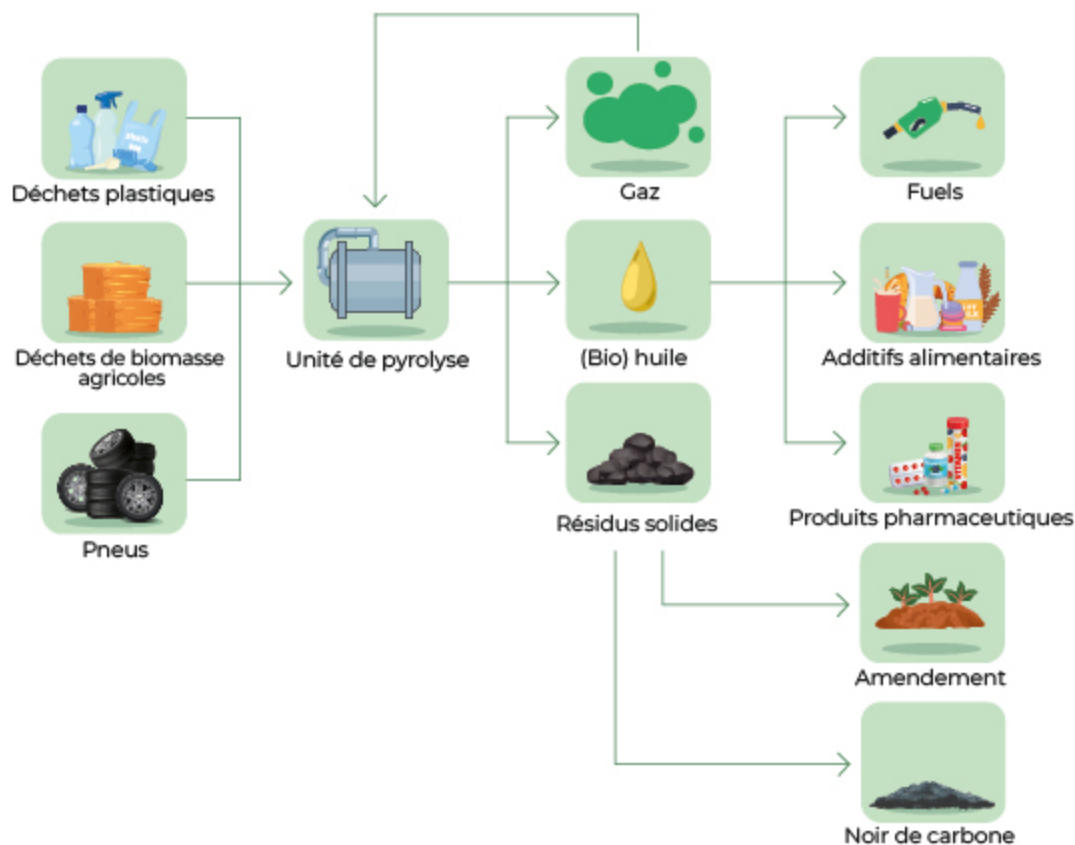 Déchets plastiques
Déchets de biomasse
agricoles
Pneus
Unité de pyrolyse
Gaz
(Bio) huile
Résidus solides
Fuels
Additifs alimentaires
Produits pharmaceutiques
Amendement
Noir de carbone
VITAMIN